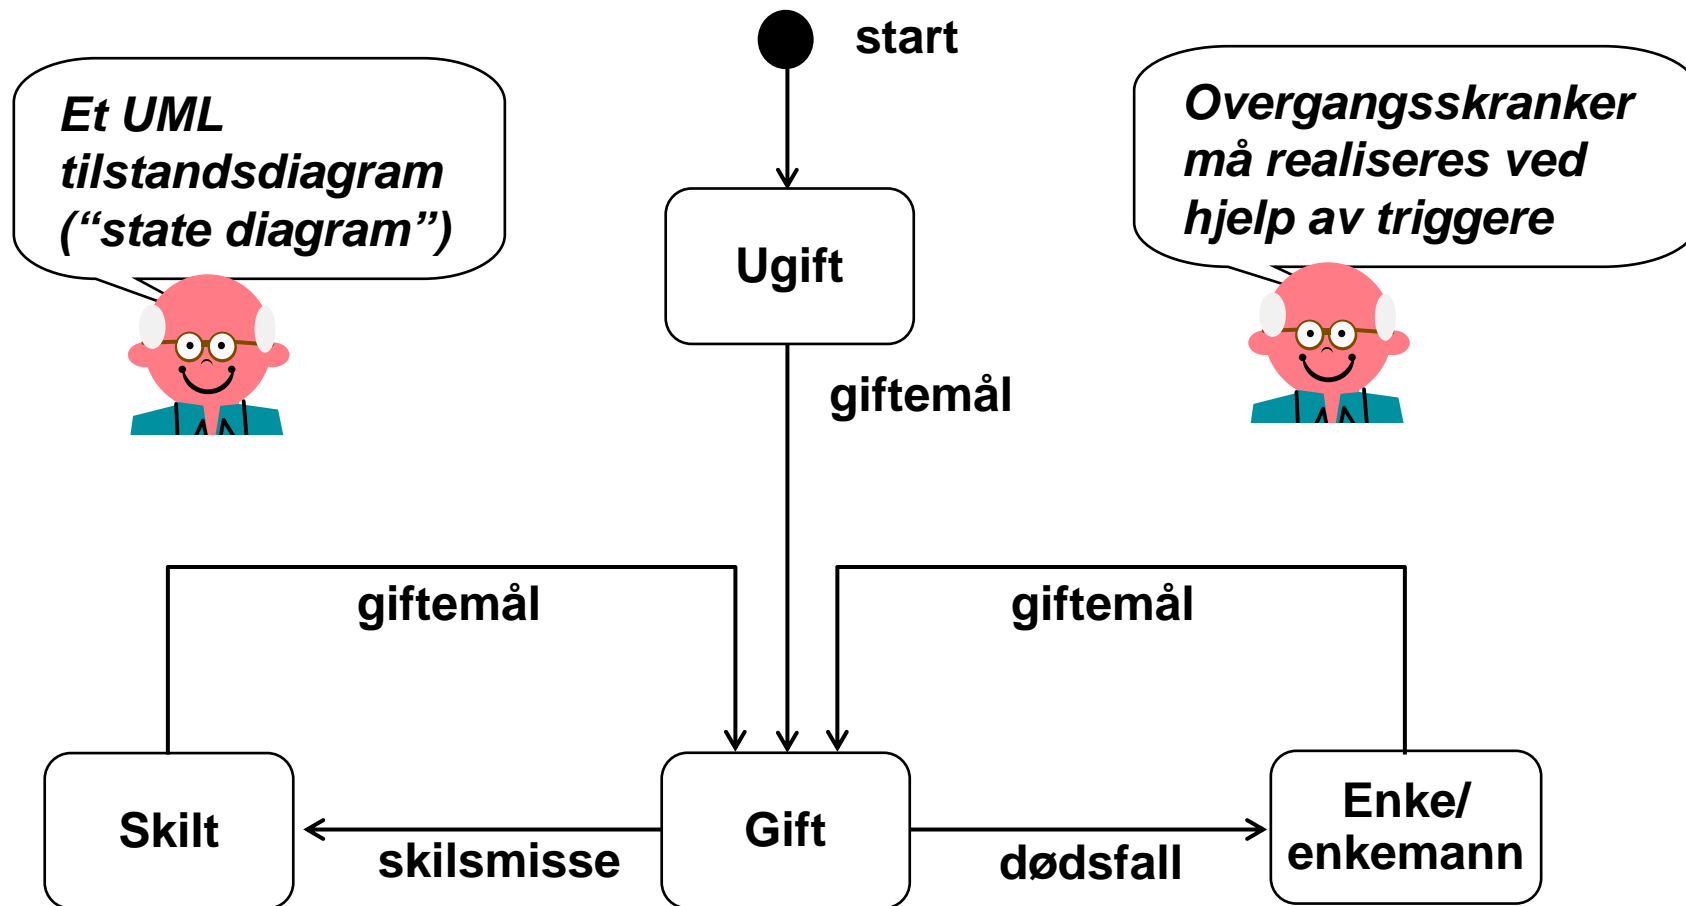 start
Et UML
tilstandsdiagram
(“state diagram”)
Overgangsskranker
må realiseres ved
hjelp av triggere
Ugift
giftemål
giftemål
giftemål
Skilt
skilsmisse
Gift
dødsfall
Enke/
enkemann